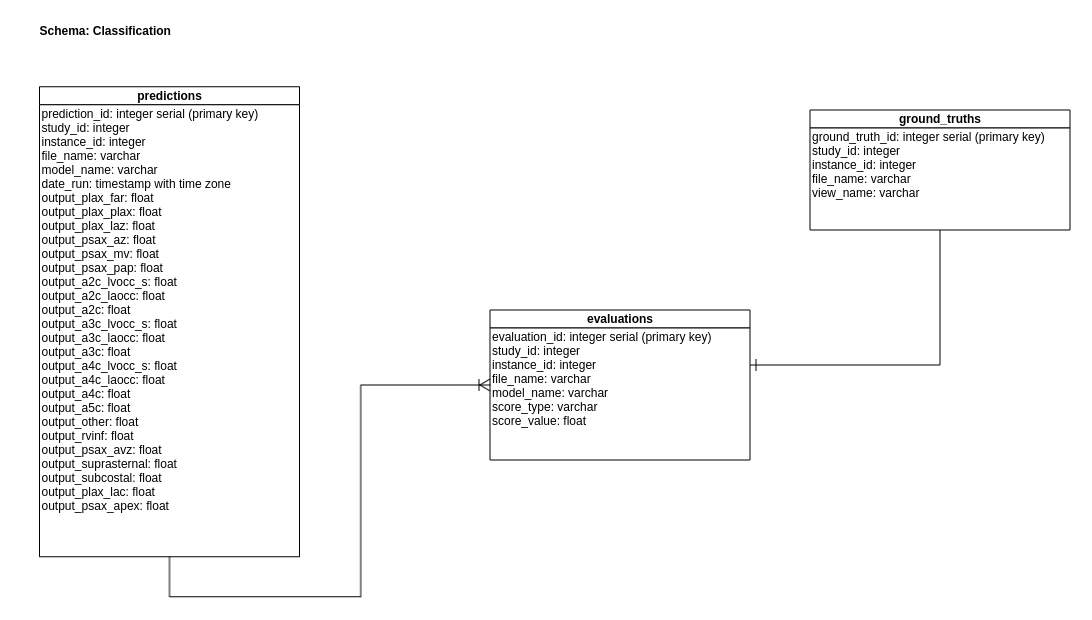 Schema: Classification
predictions
prediction_id: integer serial (primary key)
study_id: integer
instance_id: integer
file_name: varchar
model_name: varchar
date_run: timestamp with time zone
output_plax_far: float
output_plax_plax: float
output_plax_laz: float
output_psax_az: float
output_psax_mv: float
output_psax_pap: float
output_a2c_lvocc_s: float
output_a2c_laocc: float
output_a2c: float
output_a3c_lvocc_s: float
output_a3c_laocc: float
output_a3c: float
output_a4c_lvocc_s: float
output_a4c_laocc: float
output_a4c: float
output_a5c: float
output_other: float
output_rvinf: float
output_psax_avz: float
output_suprasternal: float
output_subcostal: float
output_plax_lac: float
output_psax_apex: float
evaluations
evaluation_id: integer serial (primary key)
study_id: integer
instance_id: integer
file_name: varchar
model_name: varchar
score_type: varchar
score_value: float
ground_truths
ground_truth_id: integer serial (primary key)
study_id: integer
instance_id: integer
file_name: varchar
view_name: varchar